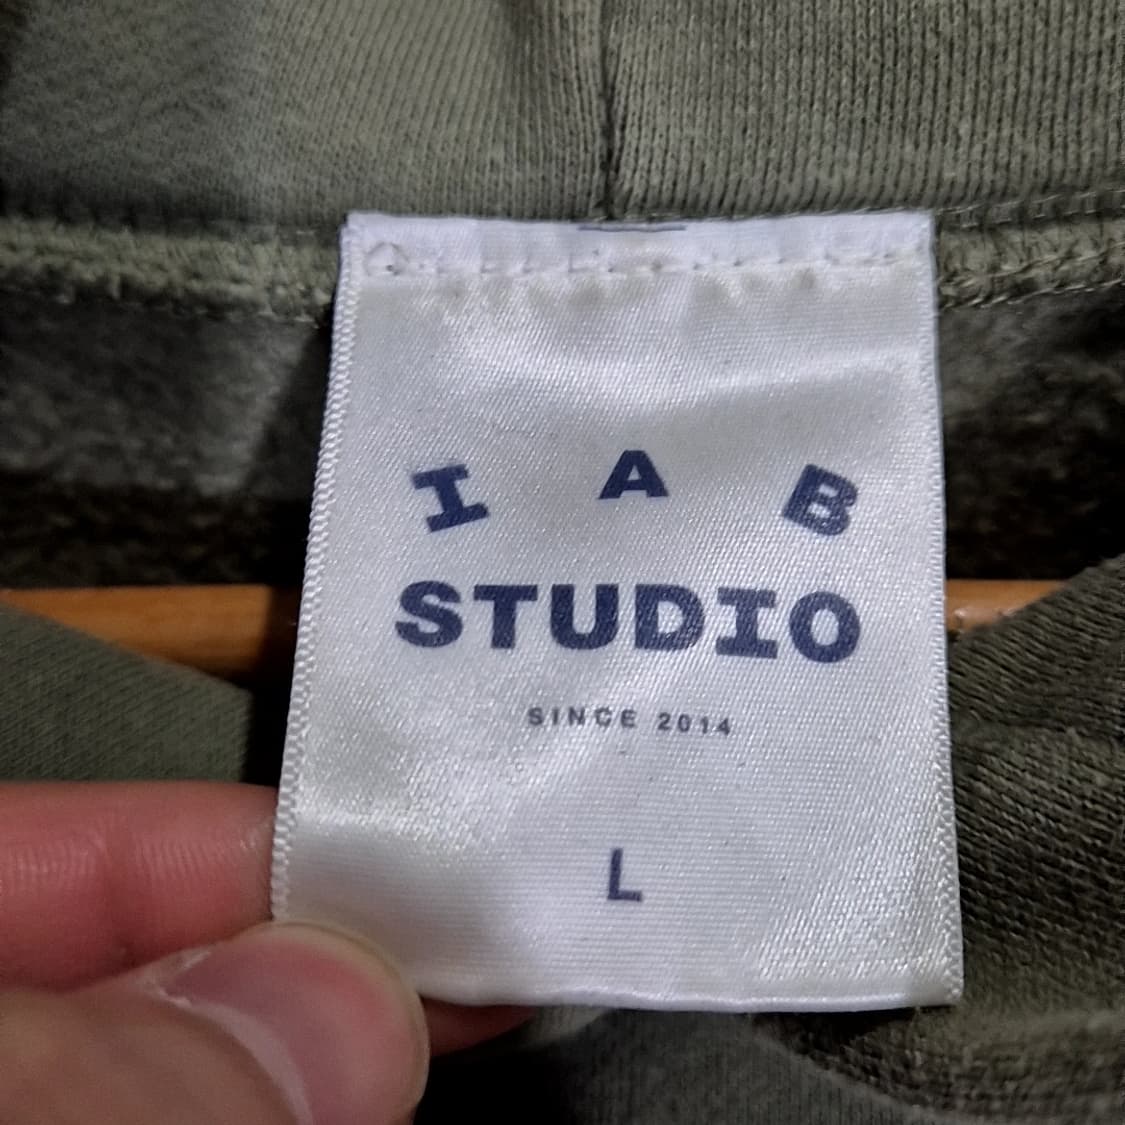 I A B
STUDIO
SINCE 2014
L